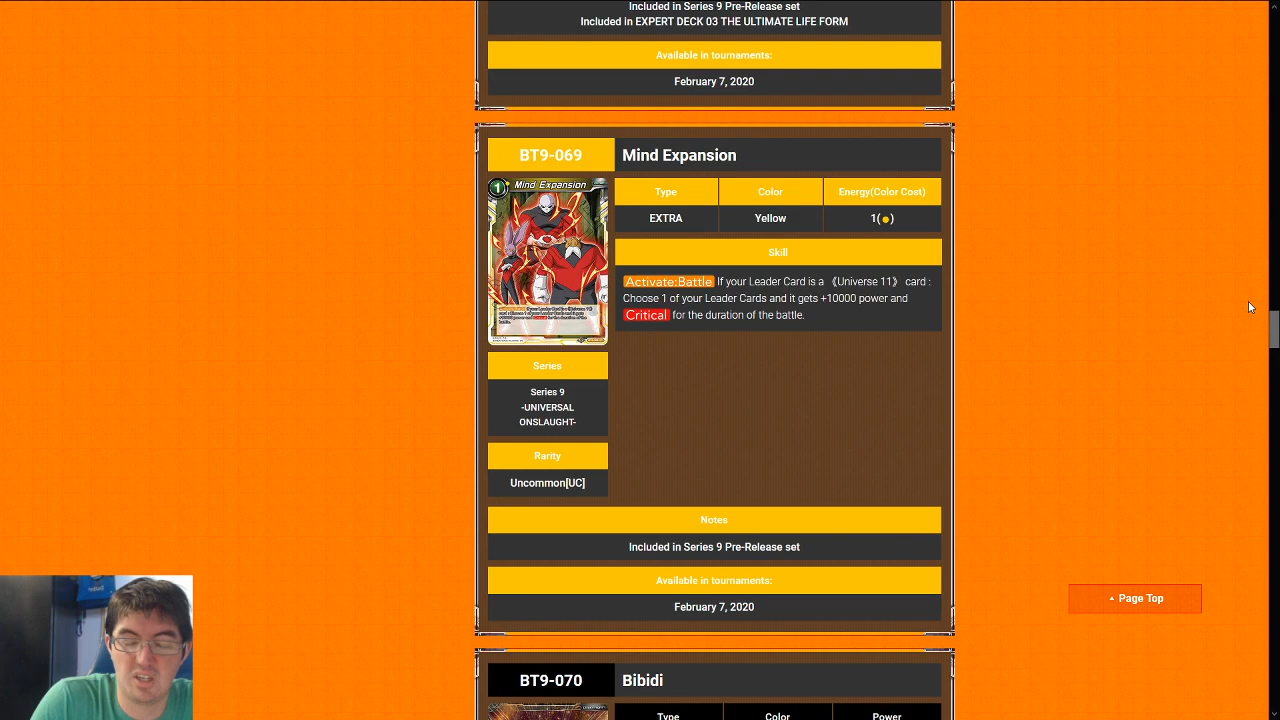 Included in Series 9 Pre-Release set
Included in EXPERT DECK 03 THE ULTIMATE LIFE FORM
Available in tournaments:
February 7, 2020
BT9-069
Mind Expansion
1
Mind Expansion
Type
Color
Energy(Color Cost)
EXTRA
Yellow
1(●)
Skill
Activate:Battle If your Leader Card is a 《Universe 11》 card :
Choose 1 of your Leader Cards and it gets +10000 power and
Critical for the duration of the battle.
Series
Series 9
-UNIVERSAL
ONSLAUGHT-
Rarity
Uncommon[UC]
Notes
Included in Series 9 Pre-Release set
Available in tournaments:
February 7, 2020
Page Top
BT9-070
Bibidi
Type
Color
Power